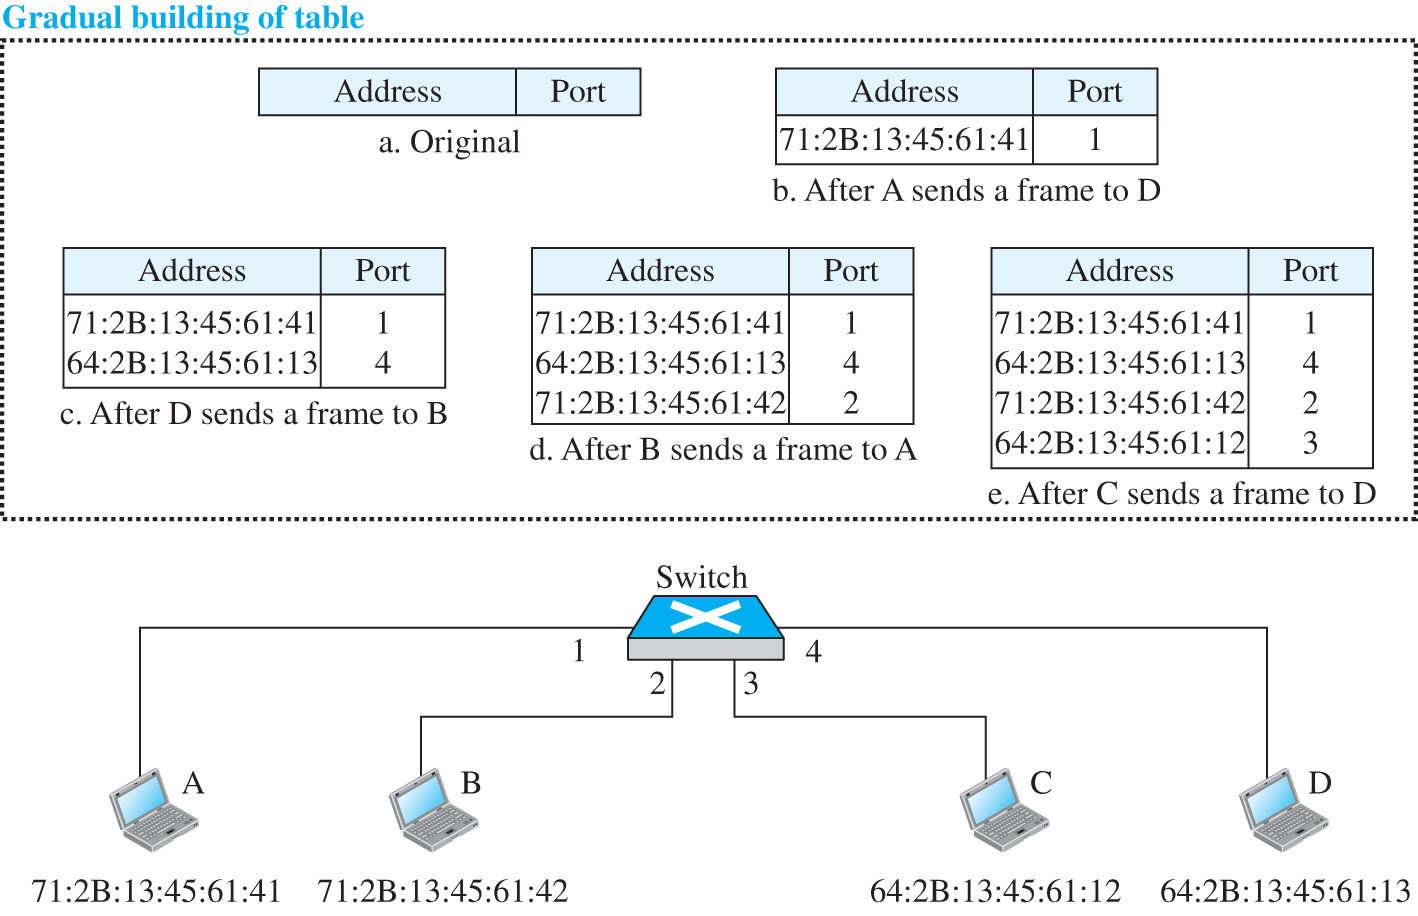 Gradual building of table
Address Port
a. Original
Address Port
71:2B:13:45:61:41 1
b. After A sends a frame to D
Address Port
71:2B:13:45:61:41 1
64:2B:13:45:61:13 4
c. After D sends a frame to B
Address Port
71:2B:13:45:61:41 1
64:2B:13:45:61:13 4
71:2B:13:45:61:42 2
d. After B sends a frame to A
Address Port
71:2B:13:45:61:41 1
64:2B:13:45:61:13 4
71:2B:13:45:61:42 2
64:2B:13:45:61:12 3
e. After C sends a frame to D
Switch
1 4
2 3
A B C D
71:2B:13:45:61:41 71:2B:13:45:61:42 64:2B:13:45:61:12 64:2B:13:45:61:13